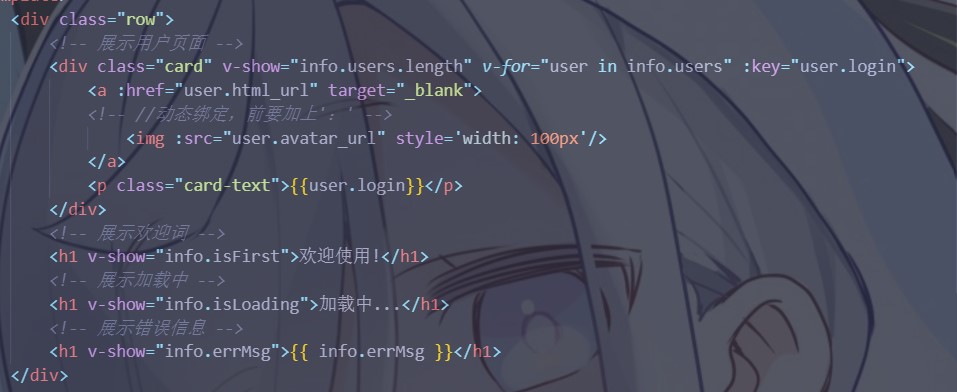 <div class="row">
<!-- 展示用户页面 -->
<div class="card" v-show="info.users.length" v-for="user in info.users" :key="user.login">
<a :href="user.html_url" target="_blank">
<!-- //动态绑定，前要加上':' -->
<img :src="user.avatar_url" style='width: 100px'/>
</a>
<p class="card-text">{{user.login}}</p>
</div>
<!-- 展示欢迎词 -->
<h1 v-show="info.isFirst">欢迎使用!</h1>
<!-- 展示加载中 -->
<h1 v-show="info.isLoading">加载中...</h1>
<!-- 展示错误信息 -->
<h1 v-show="info.errMsg">{{ info.errMsg }}</h1>
</div>